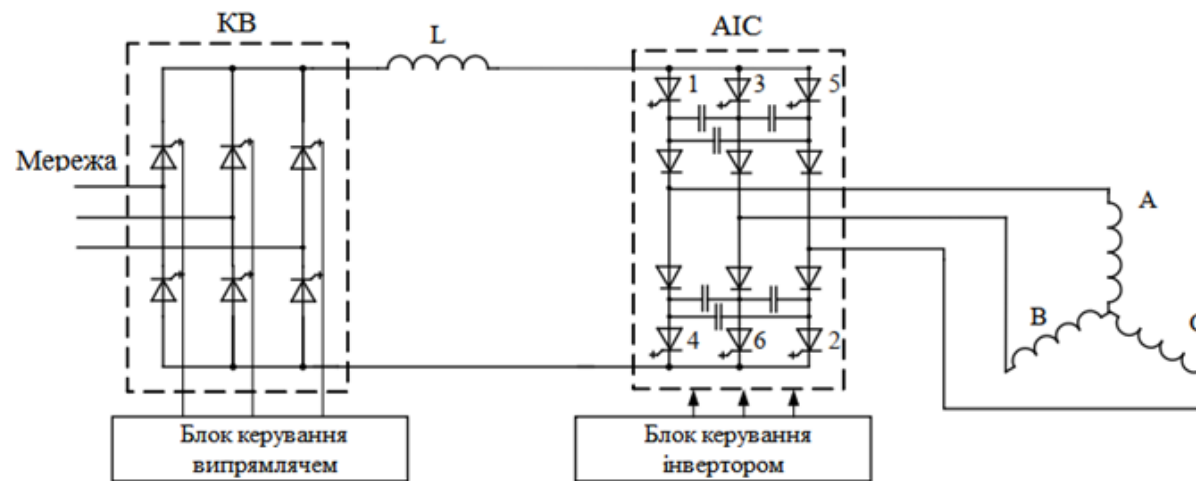 КВ
L
АІС
1
3
5
Мережа
A
B
C
4
6
2
Блок керування
випрямлячем
Блок керування
інвертором